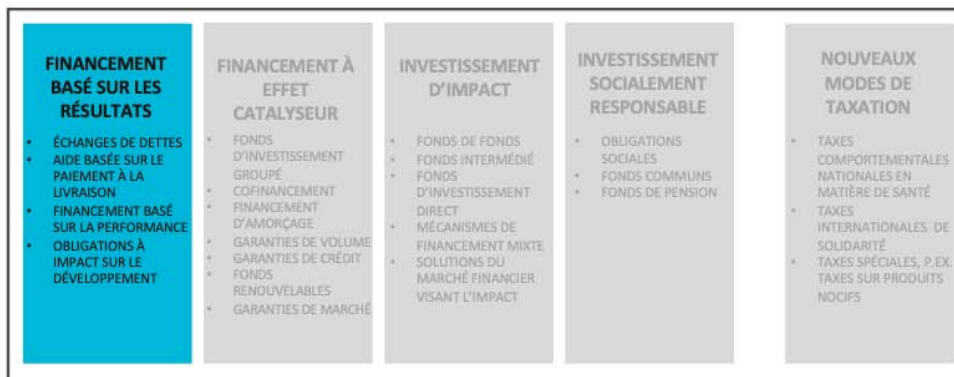 FINANCEMENT
BASÉ SUR LES
RÉSULTATS
• ÉCHANGES DE DETTES
• AIDE BASÉE SUR LE
PAIEMENT À LA
LIVRAISON
• FINANCEMENT BASÉ
SUR LA PERFORMANCE
• OBLIGATIONS À
IMPACT SUR LE
DÉVELOPPEMENT
FINANCEMENT À
EFFET
CATALYSEUR
• FONDS
D'INVESTISSEMENT
GROUPÉ
• COFINANCEMENT
• FINANCEMENT
D'AMORÇAGE
• GARANTIES DE VOLUME
• GARANTIES DE CRÉDIT
• FONDS
RENOUVELABLES
• GARANTIES DE MARCHÉ
INVESTISSEMENT
D'IMPACT
• FONDS DE FONDS
• FONDS INTERMÉDIÉ
• FONDS
D'INVESTISSEMENT
DIRECT
• MÉCANISMES DE
FINANCEMENT MIXTE
• SOLUTIONS DU
MARCHÉ FINANCIER
VISANT L'IMPACT
INVESTISSEMENT
SOCIALEMENT
RESPONSABLE
• OBLIGATIONS
SOCIALES
• FONDS COMMUNS
• FONDS DE PENSION
NOUVEAUX
MODES DE
TAXATION
• TAXES
COMPORTEMENTALES
NATIONALES EN
MATIÈRE DE SANTÉ
• TAXES
INTERNATIONALES DE
SOLIDARITÉ
• TAXES SPÉCIALES, P.EX.
TAXES SUR PRODUITS
NOCIFS